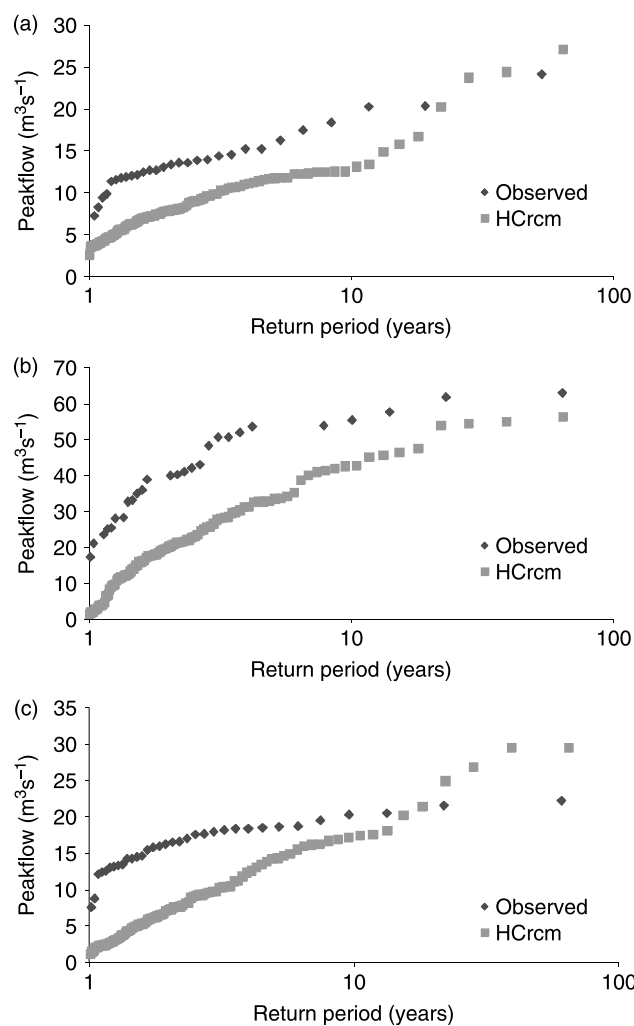 (a)
30
25
20
15
10
5
0
Peakflow (m³s⁻¹)
Observed
HCrcm
1 10 100
Return period (years)
(b)
70
60
50
40
30
20
10
0
Peakflow (m³s⁻¹)
Observed
HCrcm
1 10 100
Return period (years)
(c)
35
30
25
20
15
10
5
0
Peakflow (m³s⁻¹)
Observed
HCrcm
1 10 100
Return period (years)